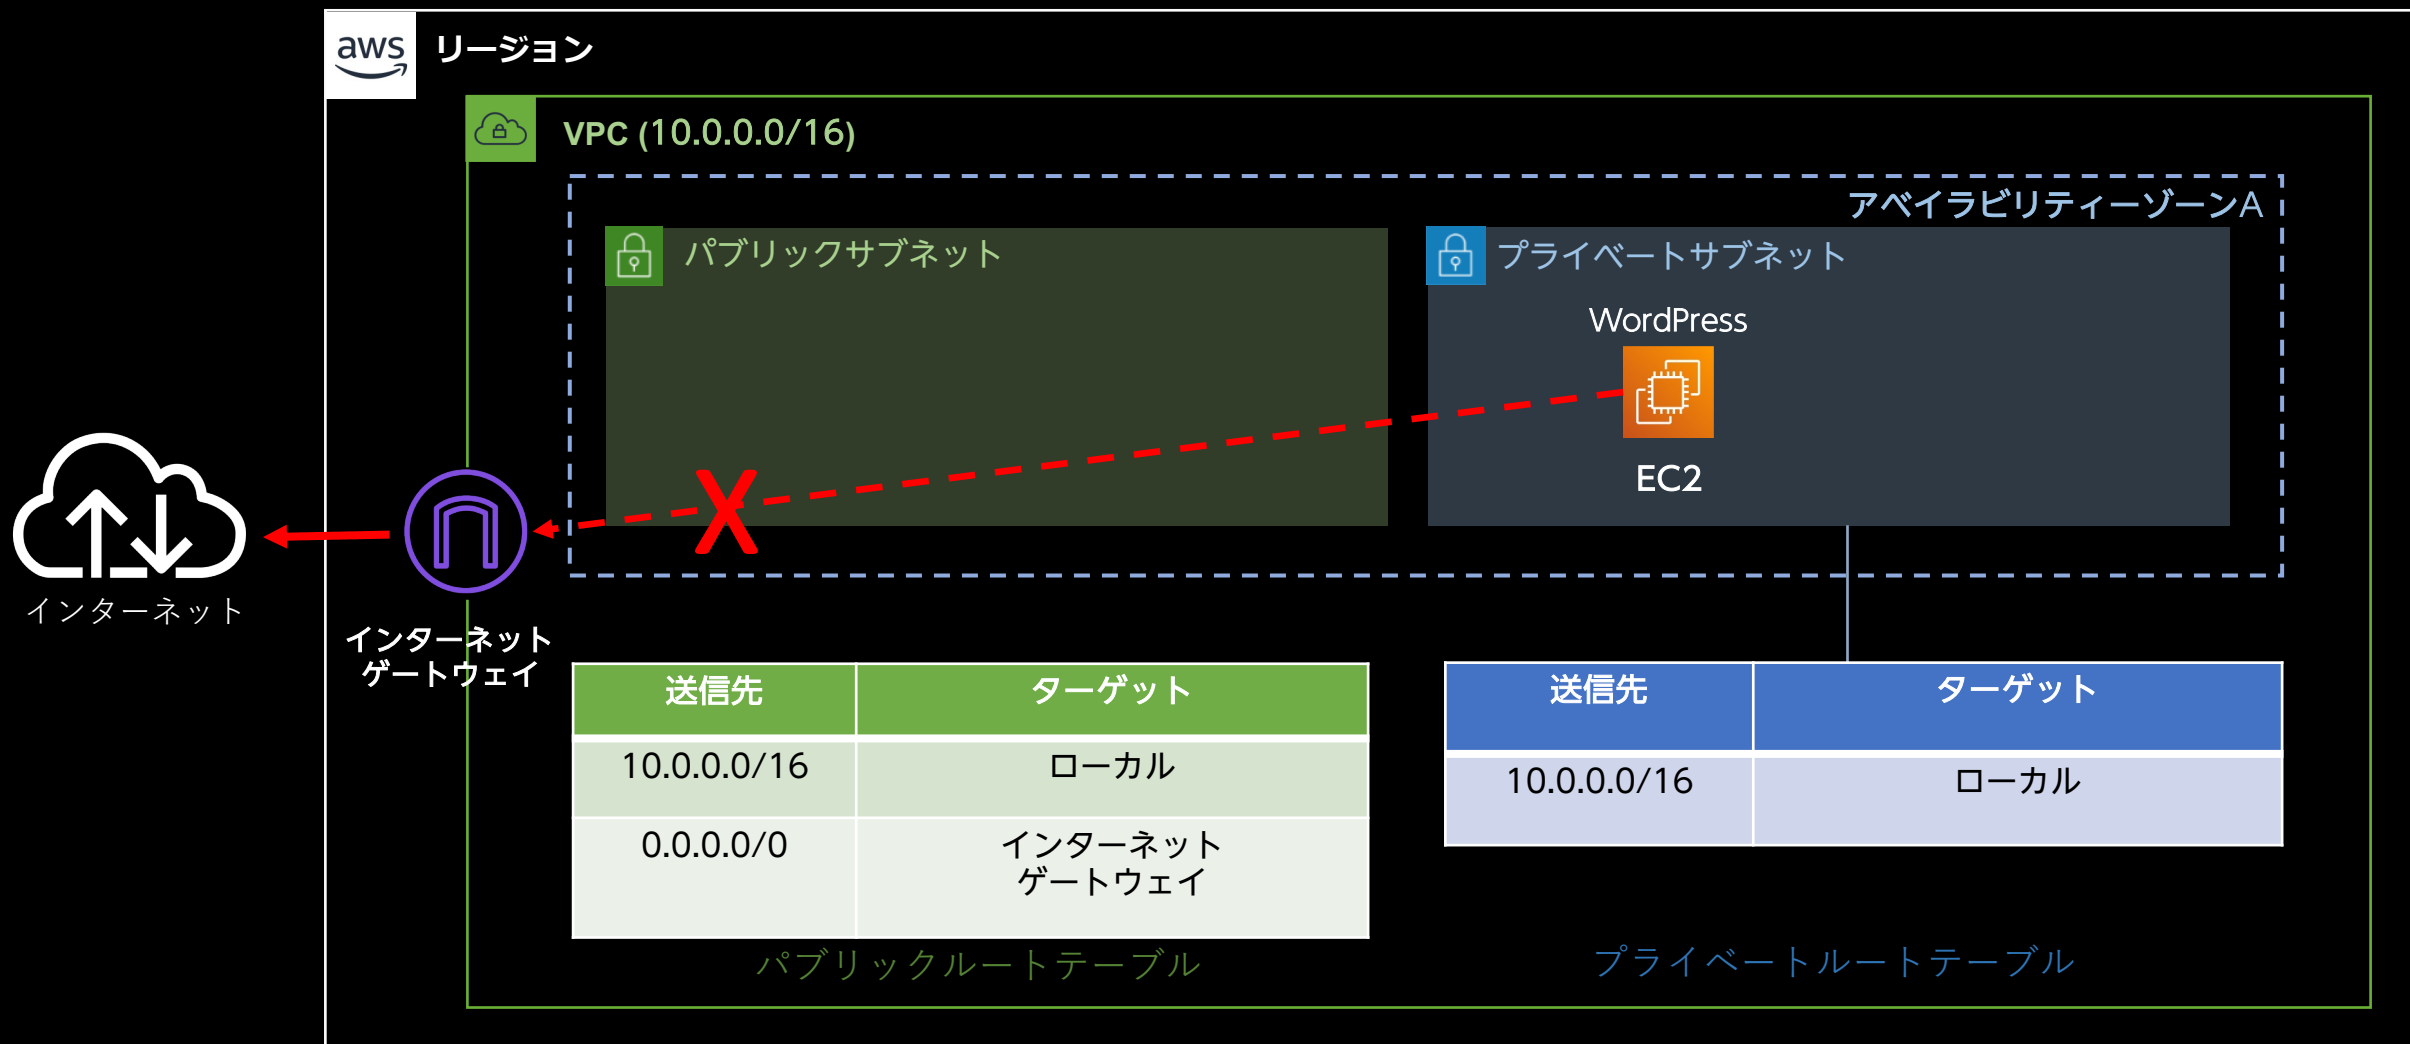 aws
リージョン
VPC (10.0.0.0/16)
アベイラビリティーゾーンA
パブリックサブネット
プライベートサブネット
WordPress
EC2
X
インターネット
インターネット
ゲートウェイ
送信先 ターゲット
10.0.0.0/16 ローカル
0.0.0.0/0 インターネット
ゲートウェイ
パブリックルートテーブル
送信先 ターゲット
10.0.0.0/16 ローカル
プライベートルートテーブル